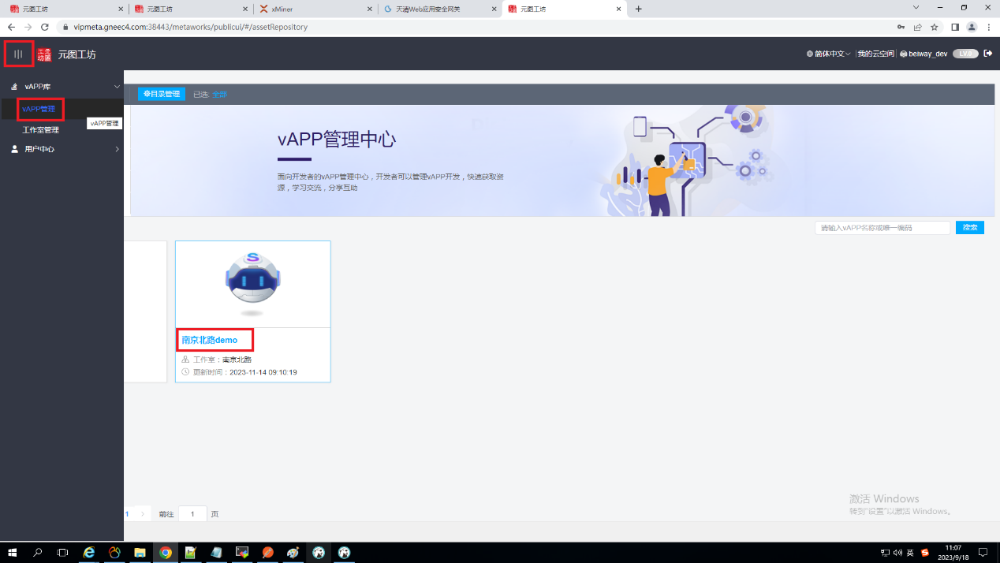 元图工坊
元图工坊
xMiner
天清Web应用安全网关
元图工坊
vlpmeta.gneec4.com:38443/metaworks/publicui/#/assetRepository
元图工坊
元图工坊
简体中文
我的云空间
beiway_dev
LV.0
vAPP库
vAPP管理
vAPP管理
工作室管理
用户中心
目录管理
已选: 全部
vAPP管理中心
面向开发者的vAPP管理中心，开发者可以管理vAPP开发，快速获取资
源，学习交流，分享互助
请输入vAPP名称或唯一编码
搜索
S
南京北路demo
工作室：南京北路
更新时间：2023-11-14 09:10:19
1
前往 1 页
激活 Windows
转到"设置"以激活 Windows。
英
11:07
2023/9/18